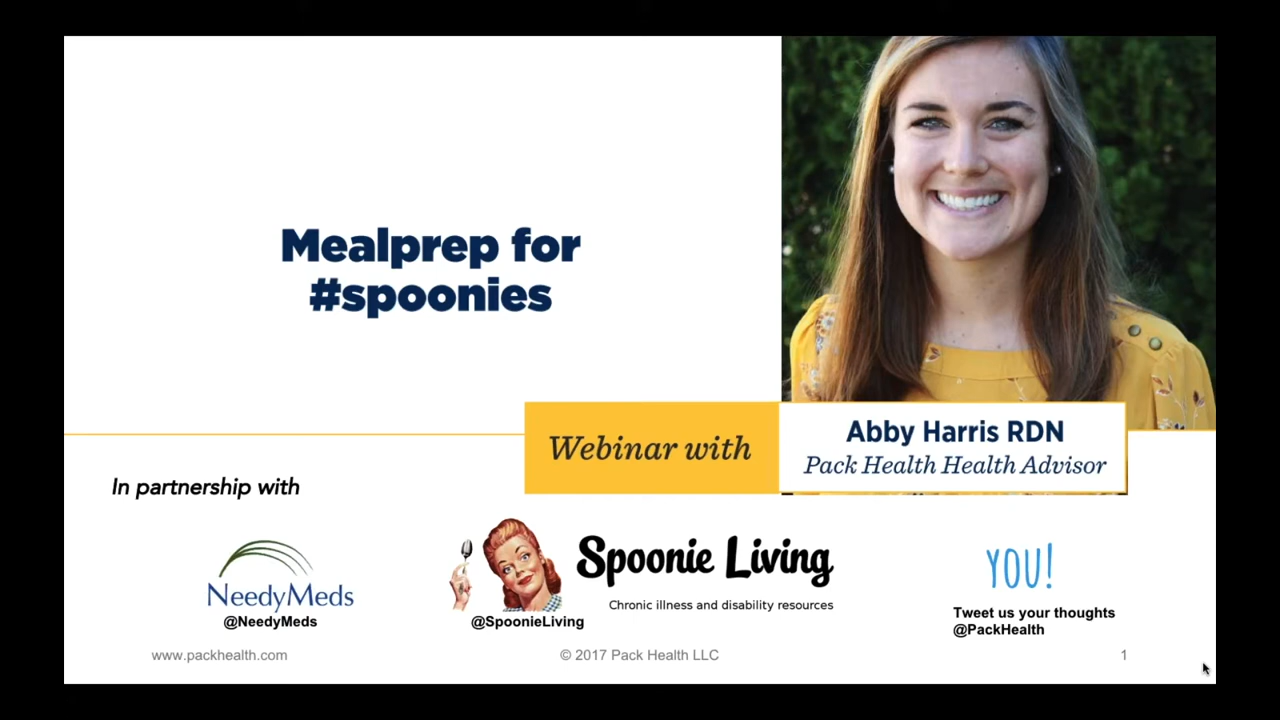 Mealprep for
#spoonies
Webinar with
Abby Harris RDN
Pack Health Health Advisor
In partnership with
NeedyMeds
@NeedyMeds
Spoonie Living
Chronic illness and disability resources
@SpoonieLiving
YOU!
Tweet us your thoughts
@PackHealth
www.packhealth.com
© 2017 Pack Health LLC
1